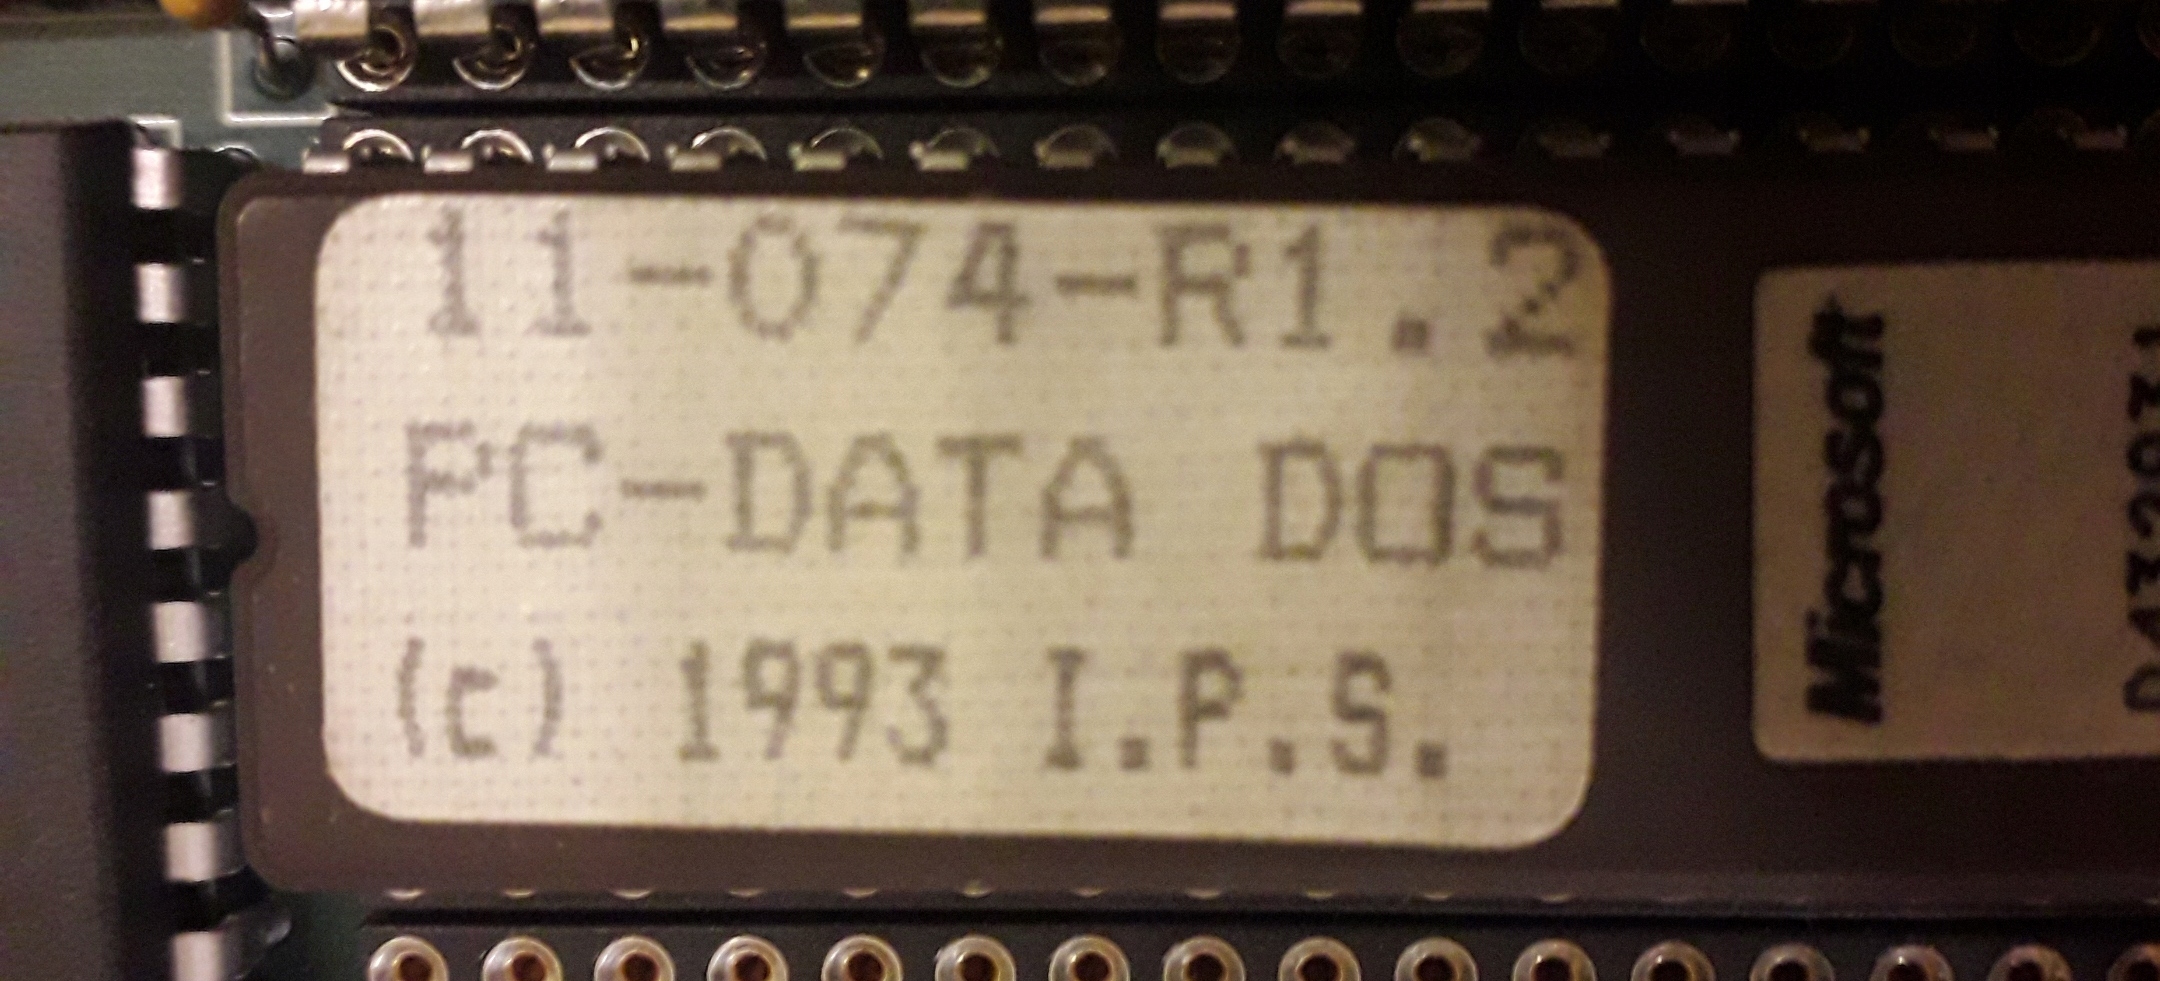 11-074-R1.2
PC-DATA DOS
(c) 1993 I.P.S.
Microsoft